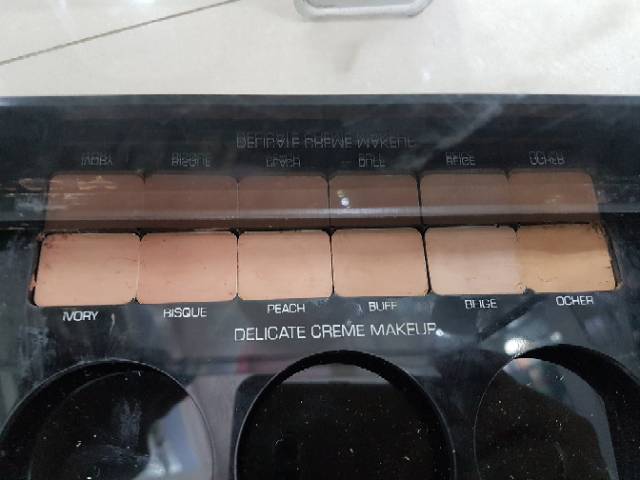 IVORY BISQUE PEACH BUFF BEIGE OCHER
DELICATE CREME MAKEUP